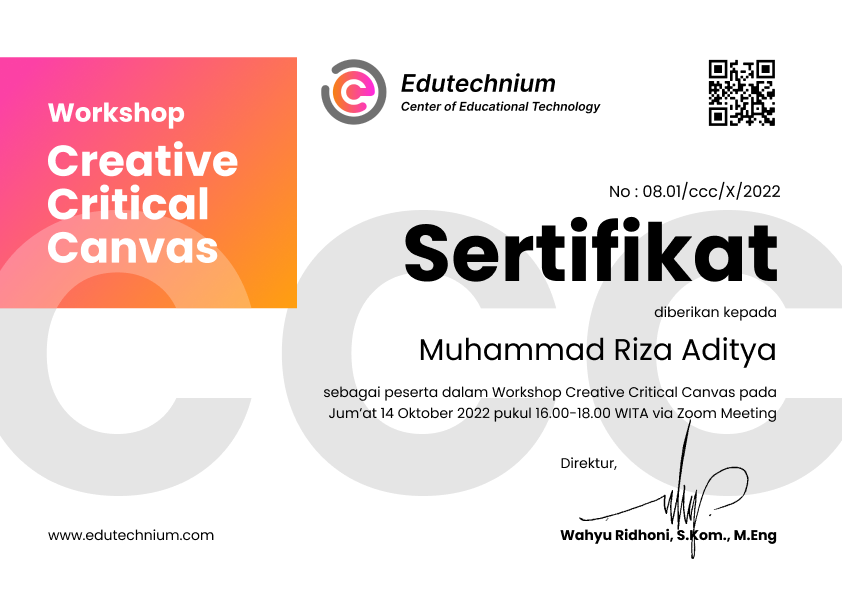 Workshop
Creative
Critical
Canvas
Edutechnium
Center of Educational Technology
No : 08.01/ccc/X/2022
Sertifikat
diberikan kepada
Muhammad Riza Aditya
sebagai peserta dalam Workshop Creative Critical Canvas pada
Jum’at 14 Oktober 2022 pukul 16.00-18.00 WITA via Zoom Meeting
Direktur,
Wahyu Ridhoni, S.Kom., M.Eng
www.edutechnium.com
CCC